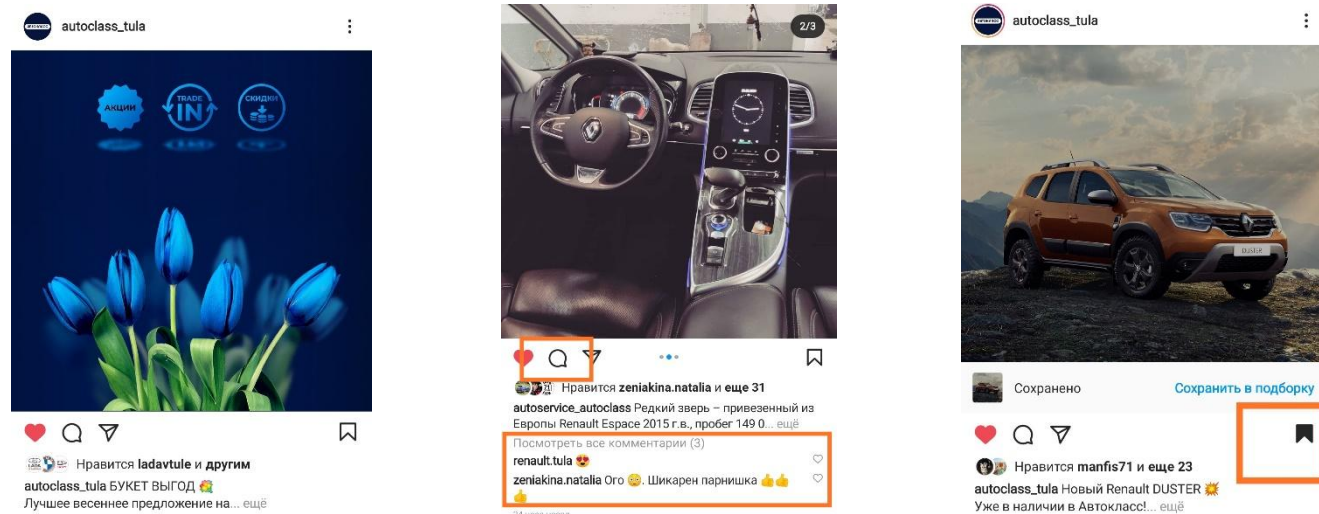 autoclass_tula
АКЦИИ
TRADE
IN
СКИДКИ
Нравится ladavtule и другим
autoclass_tula БУКЕТ ВЫГОД 💐
Лучшее весеннее предложение на... ещё
2/3
Нравится zeniakina.natalia и еще 31
autoservice_autoclass Редкий зверь – привезенный из
Европы Renault Espace 2015 г.в., пробег 149 0... ещё
Посмотреть все комментарии (3)
renault.tula 😍
zeniakina.natalia Ого 😳. Шикарен парнишка 👍👍
👍
autoclass_tula
DUSTER
Сохранено
Сохранить в подборку
Нравится manfis71 и еще 23
autoclass_tula Новый Renault DUSTER 💥
Уже в наличии в Автокласс!... ещё